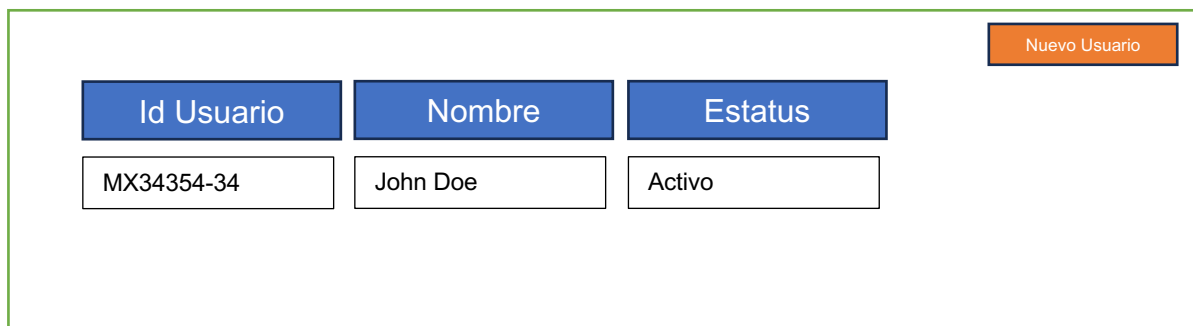 Nuevo Usuario
Id Usuario Nombre Estatus
MX34354-34 John Doe Activo